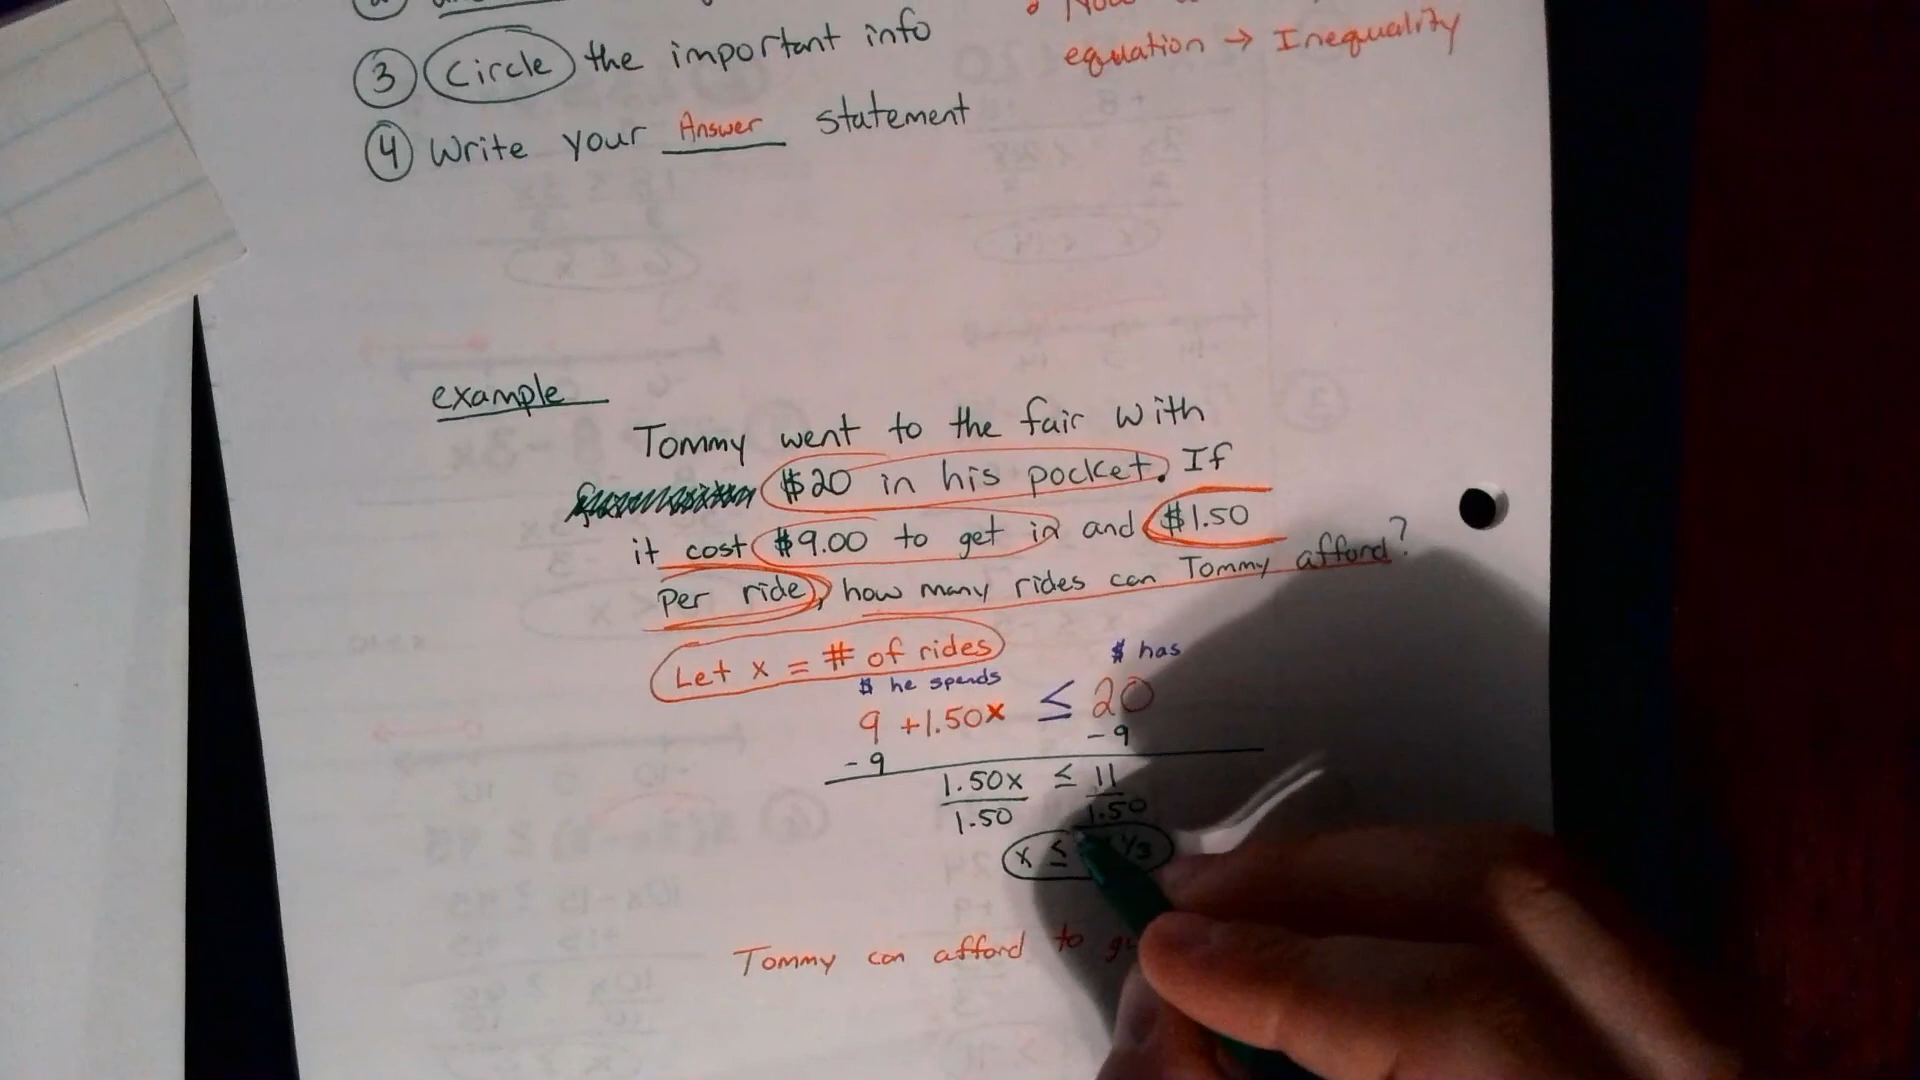 ③ Circle the important info
equation → Inequality
④ Write your Answer statement
example
Tommy went to the fair with
$20 in his pocket. If
it cost $9.00 to get in and $1.50
per ride, how many rides can Tommy afford?
Let x = # of rides
$ he spends $ has
9 + 1.50x ≤ 20
-9 -9
1.50x ≤ 11
1.50 1.50
x ≤ 1/3
Tommy can afford to